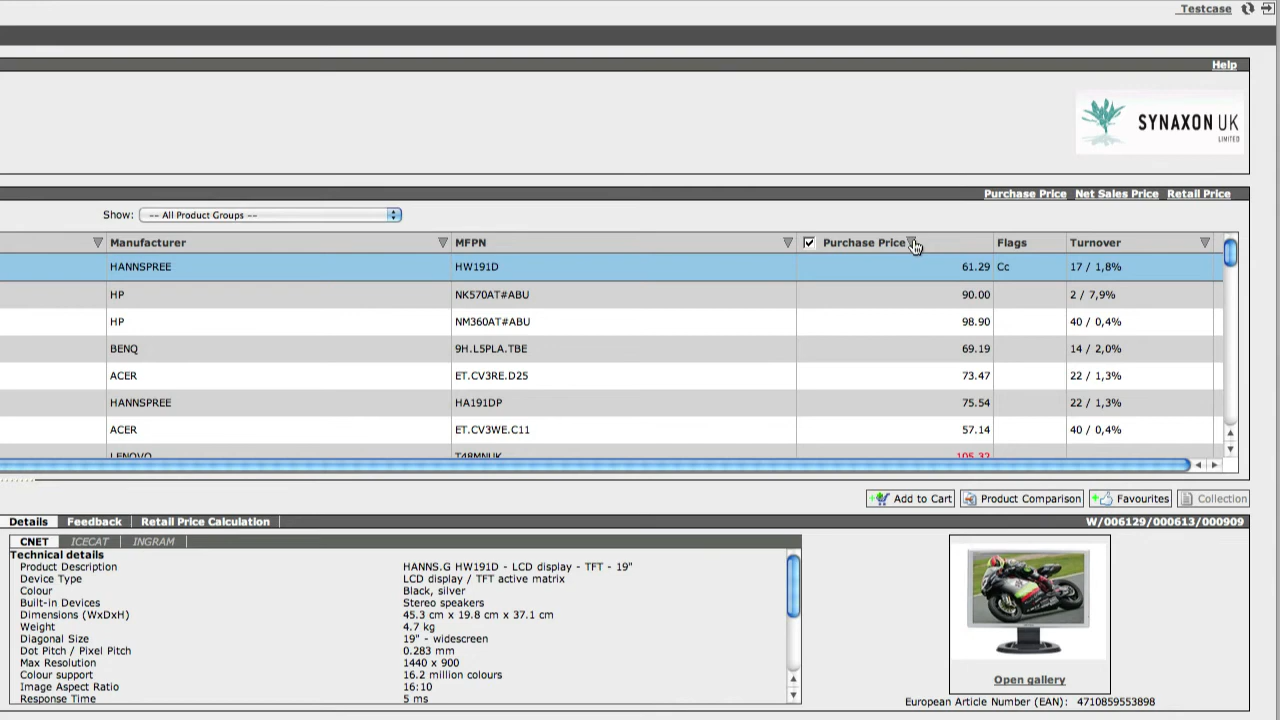 Testcase
Help
SYNAXON UK
LIMITED
Purchase Price Net Sales Price Retail Price
Show: -- All Product Groups --
Manufacturer MFPN Purchase Price Flags Turnover
HANNSPREE HW191D 61.29 Cc 17 / 1,8%
HP NK570AT#ABU 90.00 2 / 7,9%
HP NM360AT#ABU 98.90 40 / 0,4%
BENQ 9H.L5PLA.TBE 69.19 14 / 2,0%
ACER ET.CV3RE.D25 73.47 22 / 1,3%
HANNSPREE HA191DP 75.54 22 / 1,3%
ACER ET.CV3WE.C11 57.14 40 / 0,4%
LENOVO T48MNUK 105.32
Add to Cart Product Comparison Favourites Collection
Details Feedback Retail Price Calculation W/006129/000613/000909
CNET ICECAT INGRAM
Technical details
Product Description HANNS.G HW191D - LCD display - TFT - 19"
Device Type LCD display / TFT active matrix
Colour Black, silver
Built-in Devices Stereo speakers
Dimensions (WxDxH) 45.3 cm x 19.8 cm x 37.1 cm
Weight 4.7 kg
Diagonal Size 19" - widescreen
Dot Pitch / Pixel Pitch 0.283 mm
Max Resolution 1440 x 900
Colour support 16.2 million colours
Image Aspect Ratio 16:10
Response Time 5 ms
Open gallery
European Article Number (EAN): 4710859553898